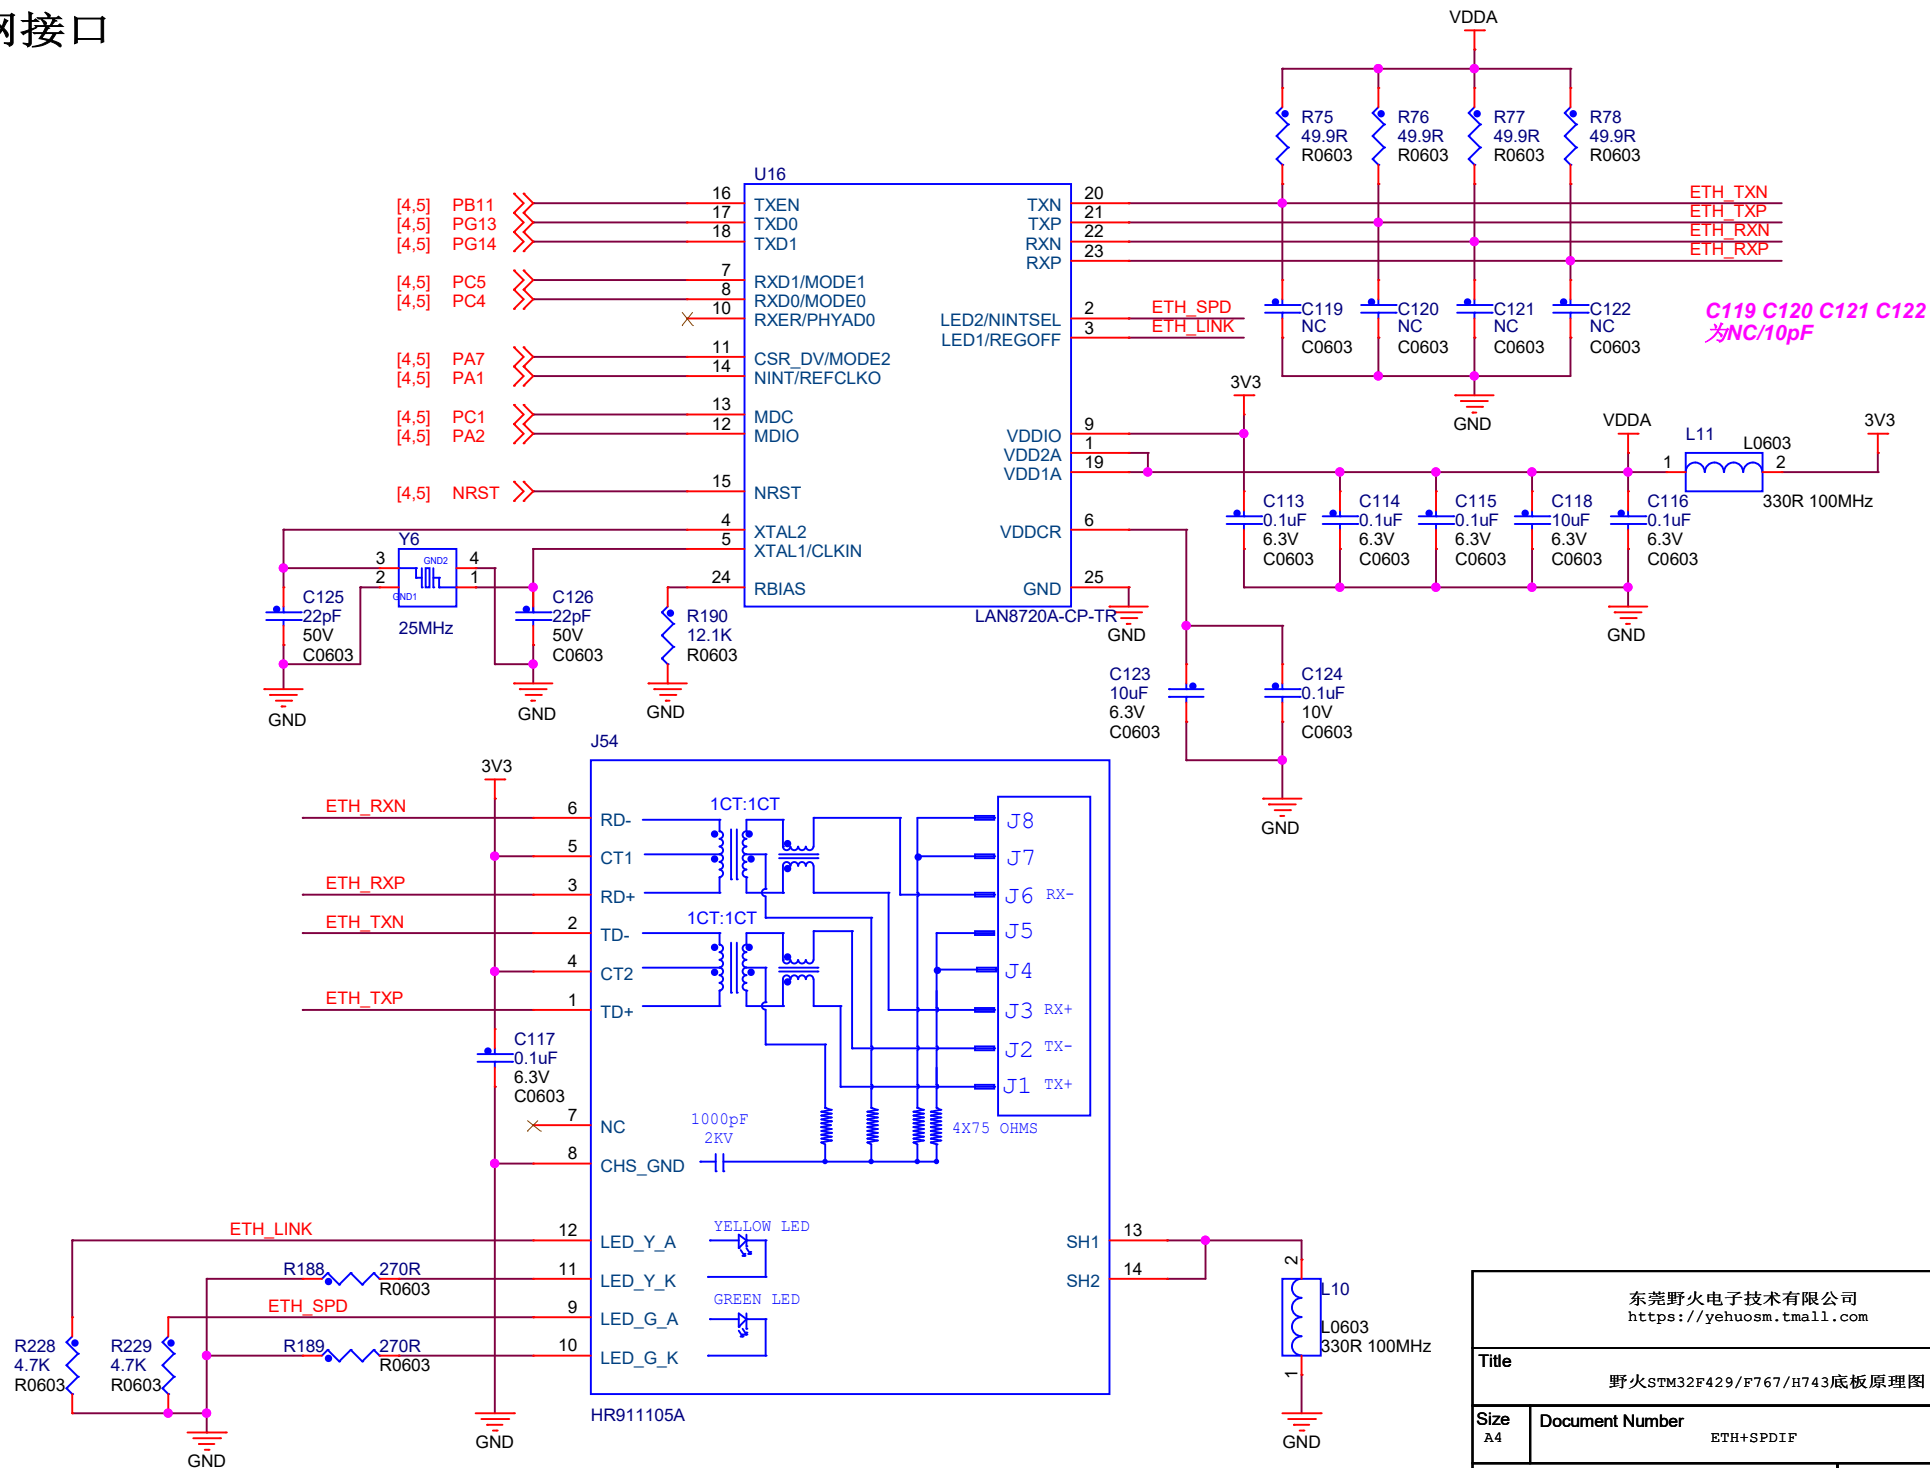 网接口
VDDA
R75
49.9R
R0603
R76
49.9R
R0603
R77
49.9R
R0603
R78
49.9R
R0603
U16
[4,5] PB11 16 TXEN
[4,5] PG13 17 TXD0
[4,5] PG14 18 TXD1
[4,5] PC5 7 RXD1/MODE1
[4,5] PC4 8 RXD0/MODE0
10 RXER/PHYAD0
[4,5] PA7 11 CSR_DV/MODE2
[4,5] PA1 14 NINT/REFCLKO
[4,5] PC1 13 MDC
[4,5] PA2 12 MDIO
[4,5] NRST 15 NRST
4 XTAL2
5 XTAL1/CLKIN
24 RBIAS
TXN 20 ETH_TXN
TXP 21 ETH_TXP
RXN 22 ETH_RXN
RXP 23 ETH_RXP
LED2/NINTSEL 2 ETH_SPD
LED1/REGOFF 3 ETH_LINK
VDDIO 9
VDD2A 1
VDD1A 19
VDDCR 6
GND 25
LAN8720A-CP-TR
GND
C119
NC
C0603
C120
NC
C0603
C121
NC
C0603
C122
NC
C0603
C119 C120 C121 C122
为NC/10pF
GND
3V3
VDDA
L11
L0603
1 2
330R 100MHz
3V3
C113
0.1uF
6.3V
C0603
C114
0.1uF
6.3V
C0603
C115
0.1uF
6.3V
C0603
C118
10uF
6.3V
C0603
C116
0.1uF
6.3V
C0603
GND
Y6
3 GND2 4
2 GND1 1
25MHz
C125
22pF
50V
C0603
GND
C126
22pF
50V
C0603
GND
R190
12.1K
R0603
GND
C123
10uF
6.3V
C0603
C124
0.1uF
10V
C0603
GND
J54
3V3
ETH_RXN 6 RD-
5 CT1
ETH_RXP 3 RD+
ETH_TXN 2 TD-
4 CT2
ETH_TXP 1 TD+
1CT:1CT
1CT:1CT
J8
J7
J6 RX-
J5
J4
J3 RX+
J2 TX-
J1 TX+
C117
0.1uF
6.3V
C0603
7 NC
8 CHS_GND
1000pF
2KV
4X75 OHMS
ETH_LINK 12 LED_Y_A
YELLOW LED
R188 270R
R0603
11 LED_Y_K
ETH_SPD 9 LED_G_A
GREEN LED
R189 270R
R0603
10 LED_G_K
R228
4.7K
R0603
R229
4.7K
R0603
GND
GND
HR911105A
SH1 13
SH2 14
2
L10
L0603
330R 100MHz
1
GND
东莞野火电子技术有限公司
https://yehuosm.tmall.com
Title
野火STM32F429/F767/H743底板原理图
Size
A4
Document Number
ETH+SPDIF